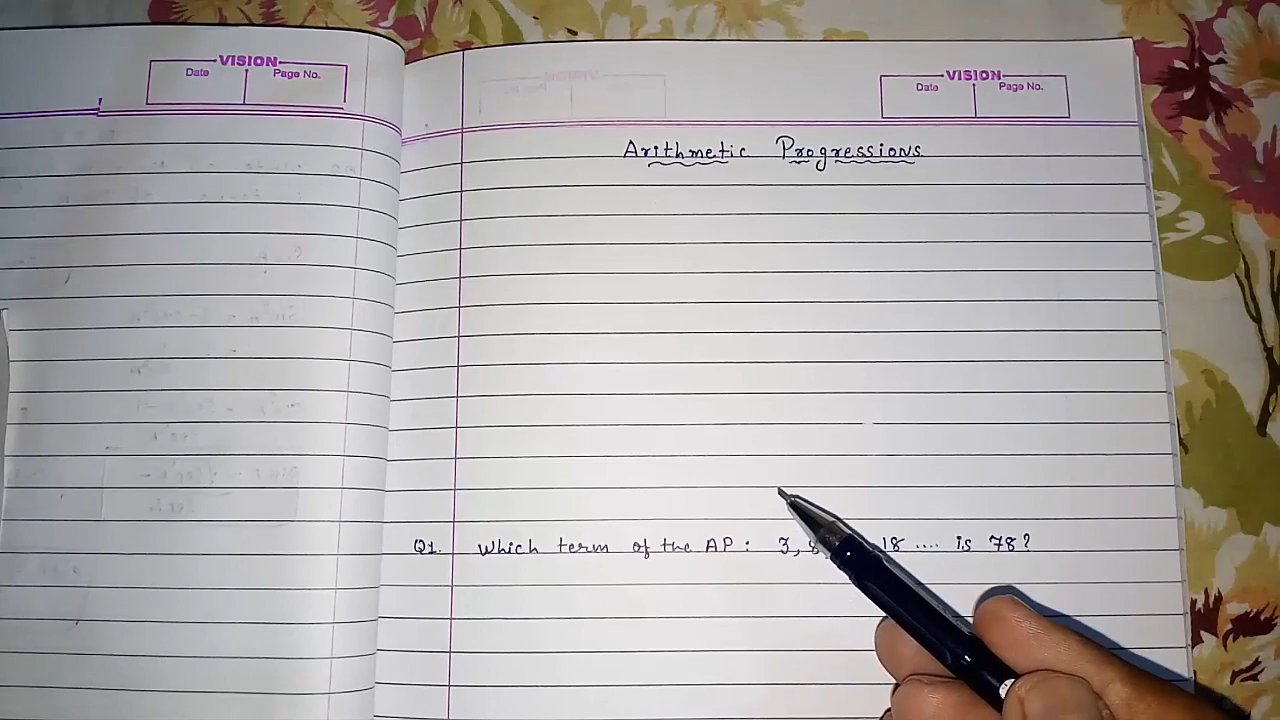 VISION
Date Page No.
VISION
Date Page No.
Arithmetic Progressions
Q1. Which term of the AP : 3, 18 .... is 78?